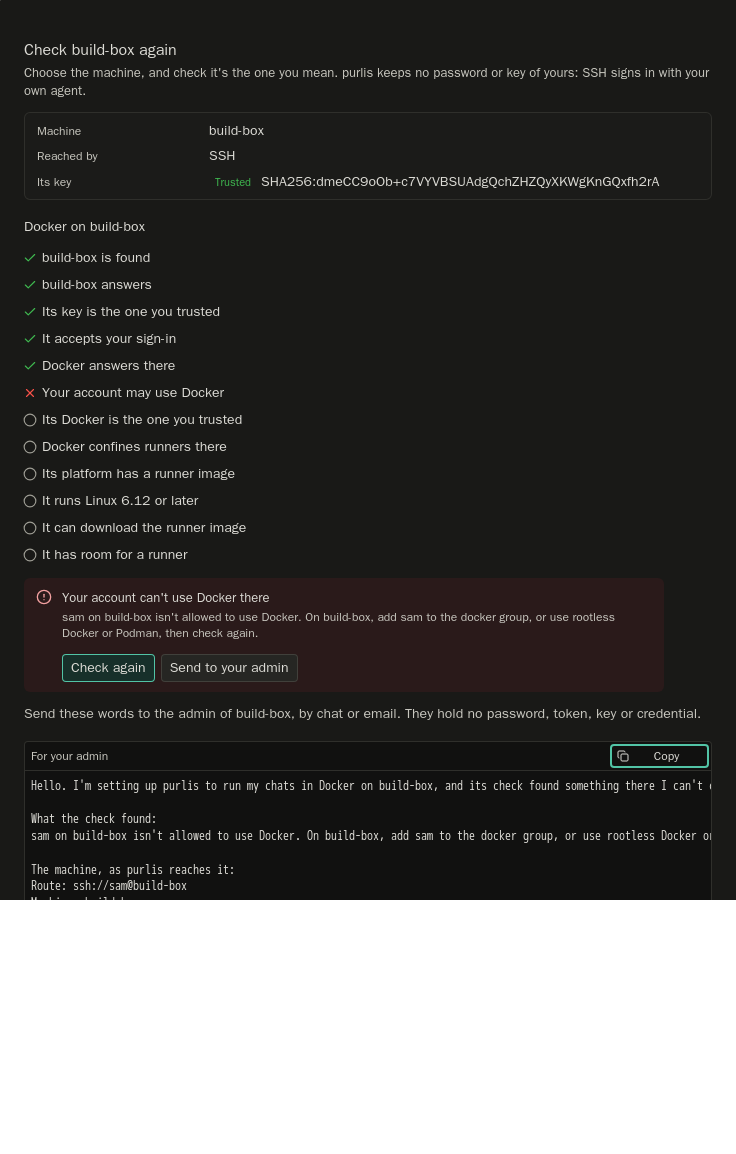 Check build-box again
Choose the machine, and check it's the one you mean. purlis keeps no password or key of yours: SSH signs in with your
own agent.
Machine build-box
Reached by SSH
Its key Trusted SHA256:dmeCC9oOb+c7VYVBSUAdgQchZHZQyXKWgKnGQxfh2rA
Docker on build-box
build-box is found
build-box answers
Its key is the one you trusted
It accepts your sign-in
Docker answers there
Your account may use Docker
Its Docker is the one you trusted
Docker confines runners there
Its platform has a runner image
It runs Linux 6.12 or later
It can download the runner image
It has room for a runner
Your account can't use Docker there
sam on build-box isn't allowed to use Docker. On build-box, add sam to the docker group, or use rootless
Docker or Podman, then check again.
Check again Send to your admin
Send these words to the admin of build-box, by chat or email. They hold no password, token, key or credential.
For your admin Copy
Hello. I'm setting up purlis to run my chats in Docker on build-box, and its check found something there I can't
What the check found:
sam on build-box isn't allowed to use Docker. On build-box, add sam to the docker group, or use rootless Docker
The machine, as purlis reaches it:
Route: ssh://sam@build-box